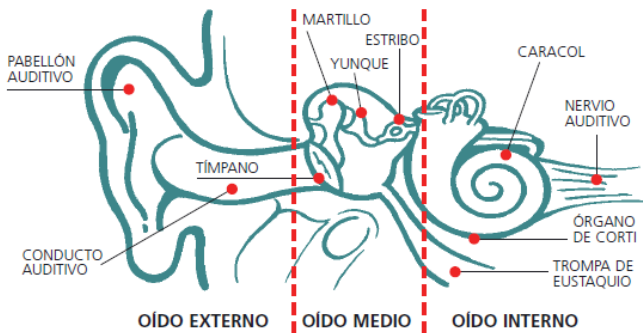 MARTILLO
ESTRIBO
YUNQUE
CARACOL
PABELLÓN
AUDITIVO
NERVIO
AUDITIVO
TÍMPANO
CONDUCTO
AUDITIVO
ÓRGANO
DE CORTI
TROMPA DE
EUSTAQUIO
OÍDO EXTERNO
OÍDO MEDIO
OÍDO INTERNO